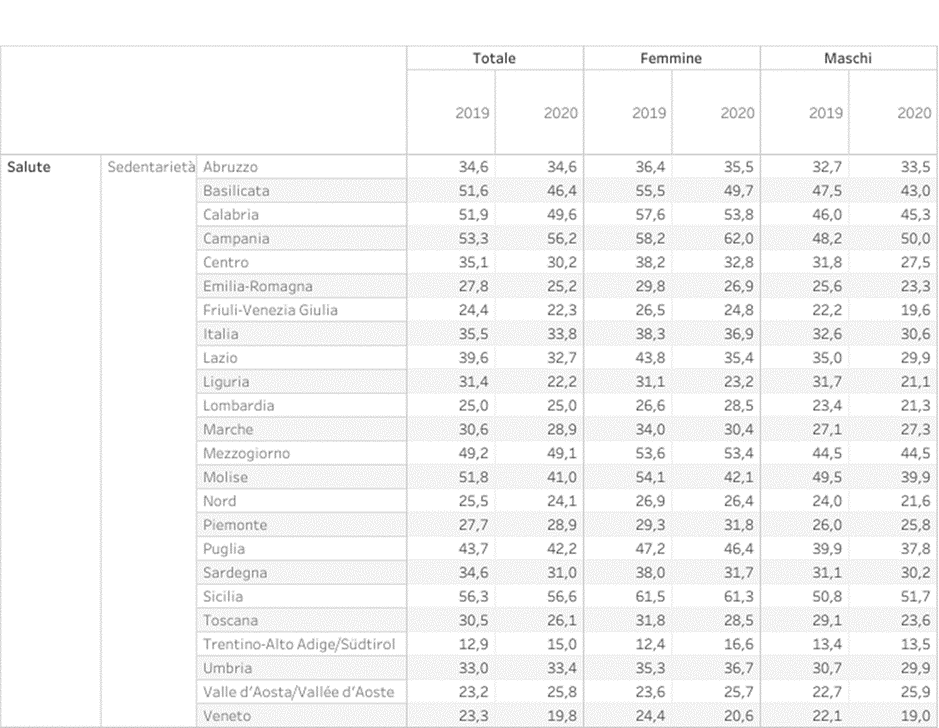 Totale Femmine Maschi
2019 2020 2019 2020 2019 2020
Salute Sedentarietà Abruzzo 34,6 34,6 36,4 35,5 32,7 33,5
Basilicata 51,6 46,4 55,5 49,7 47,5 43,0
Calabria 51,9 49,6 57,6 53,8 46,0 45,3
Campania 53,3 56,2 58,2 62,0 48,2 50,0
Centro 35,1 30,2 38,2 32,8 31,8 27,5
Emilia-Romagna 27,8 25,2 29,8 26,9 25,6 23,3
Friuli-Venezia Giulia 24,4 22,3 26,5 24,8 22,2 19,6
Italia 35,5 33,8 38,3 36,9 32,6 30,6
Lazio 39,6 32,7 43,8 35,4 35,0 29,9
Liguria 31,4 22,2 31,1 23,2 31,7 21,1
Lombardia 25,0 25,0 26,6 28,5 23,4 21,3
Marche 30,6 28,9 34,0 30,4 27,1 27,3
Mezzogiorno 49,2 49,1 53,6 53,4 44,5 44,5
Molise 51,8 41,0 54,1 42,1 49,5 39,9
Nord 25,5 24,1 26,9 26,4 24,0 21,6
Piemonte 27,7 28,9 29,3 31,8 26,0 25,8
Puglia 43,7 42,2 47,2 46,4 39,9 37,8
Sardegna 34,6 31,0 38,0 31,7 31,1 30,2
Sicilia 56,3 56,6 61,5 61,3 50,8 51,7
Toscana 30,5 26,1 31,8 28,5 29,1 23,6
Trentino-Alto Adige/Südtirol 12,9 15,0 12,4 16,6 13,4 13,5
Umbria 33,0 33,4 35,3 36,7 30,7 29,9
Valle d'Aosta/Vallée d'Aoste 23,2 25,8 23,6 25,7 22,7 25,9
Veneto 23,3 19,8 24,4 20,6 22,1 19,0